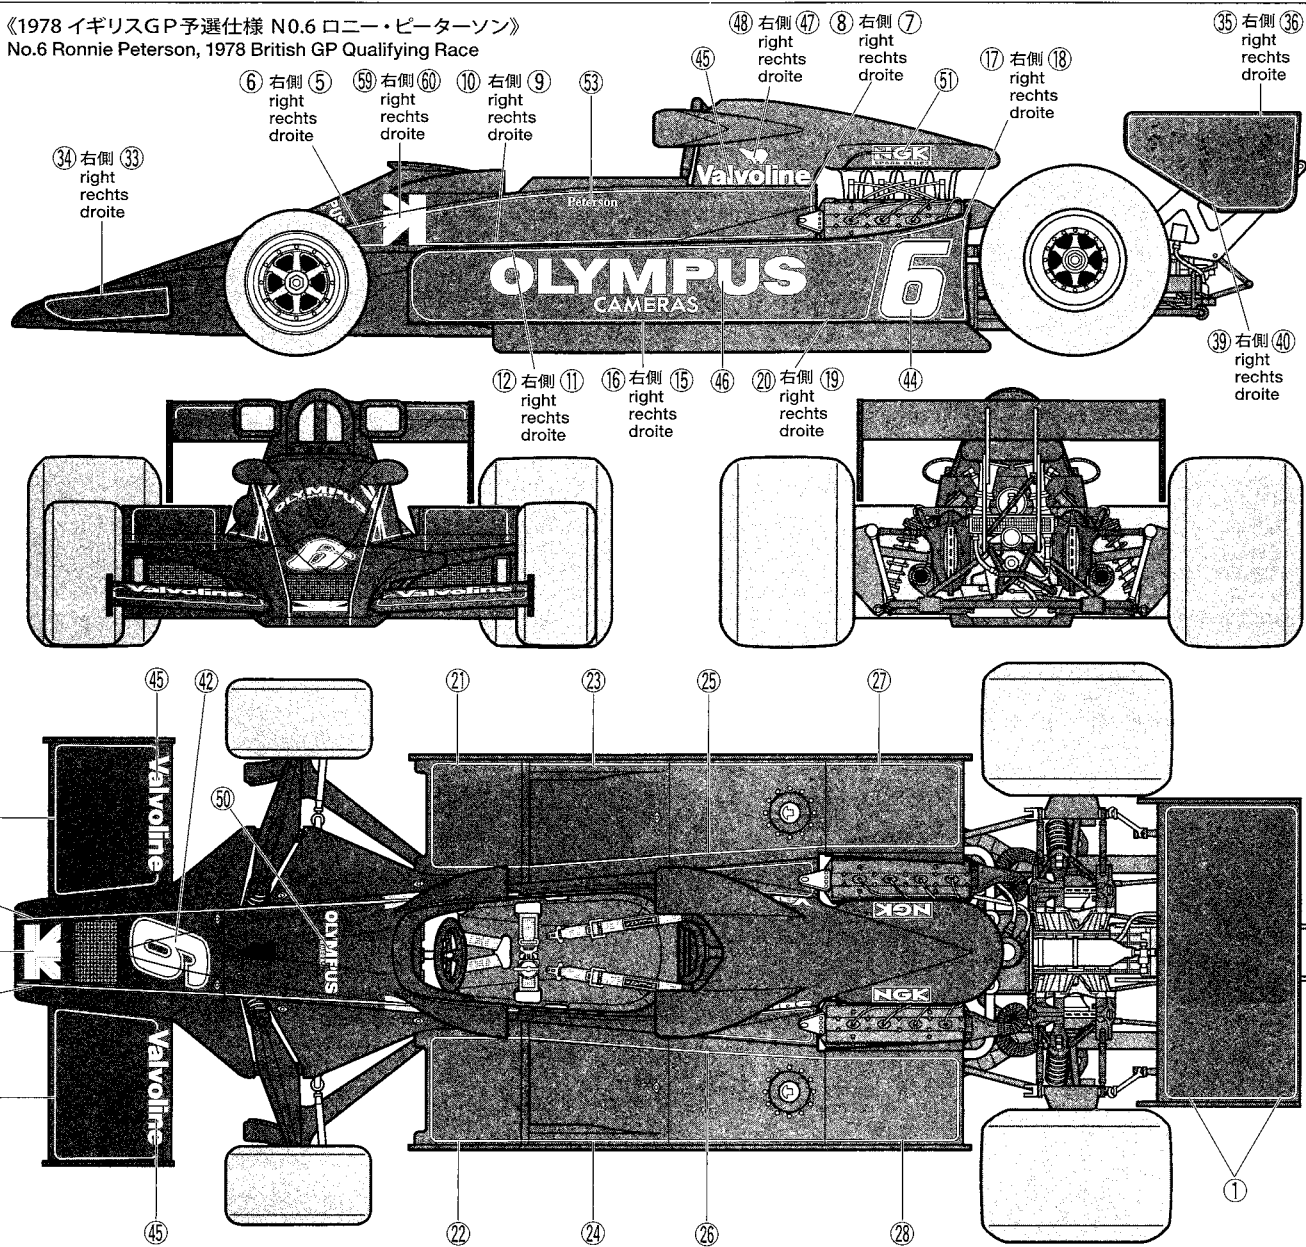 《1978 イギリスGP予選仕様 N0.6 ロニー・ピーターソン》
No.6 Ronnie Peterson, 1978 British GP Qualifying Race
㊽ 右側 ㊼
right
rechts
droite
⑧ 右側 ⑦
right
rechts
droite
㉟ 右側 ㊱
right
rechts
droite
⑥ 右側 ⑤
right
rechts
droite
59 右側 60
right
rechts
droite
⑩ 右側 ⑨
right
rechts
droite
53
㊺
51
⑰ 右側 ⑱
right
rechts
droite
㉞ 右側 ㉝
right
rechts
droite
NGK
SPARK PLUGS
Valvoline
Peterson
OLYMPUS
CAMERAS
6
㊴ 右側 ㊵
right
rechts
droite
⑫ 右側 ⑪
right
rechts
droite
⑯ 右側 ⑮
right
rechts
droite
㊻
⑳ 右側 ⑲
right
rechts
droite
㊹
OLYMPUS
6
Valvoline
Valvoline
㊺
㊷
㉑
㉓
㉕
㉗
Valvoline
50
OLYMPUS
6
NGK
NGK
Valvoline
㊺
㉒
㉔
㉖
㉘
①